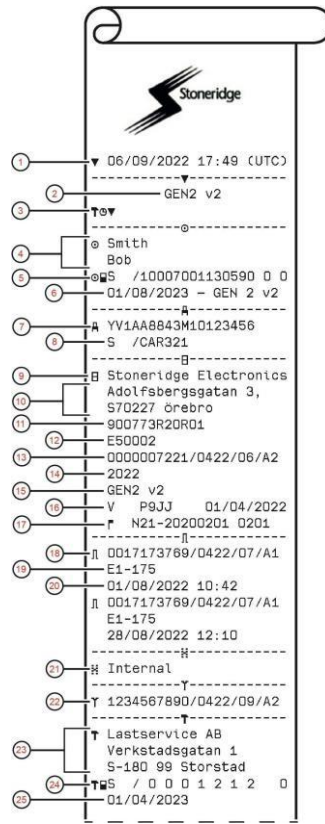 Stoneridge
1 ▼ 06/09/2022 17:49 (UTC)
2 GEN2 v2
3
4 Smith
Bob
5 S /10007001130590 0 0
6 01/08/2023 - GEN 2 v2
7 YV1AA8843M10123456
8 S /CAR321
9 Stoneridge Electronics
10 Adolfsbergsgatan 3,
S70227 örebro
11 900773R20R01
12 E50002
13 0000007221/0422/06/A2
14 2022
15 GEN2 v2
16 V P9JJ 01/04/2022
17 N21-20200201 0201
18 0017173769/0422/07/A1
19 E1-175
20 01/08/2022 10:42
0017173769/0422/07/A1
E1-175
28/08/2022 12:10
21 Internal
22 1234567890/0422/09/A2
23 Lastservice AB
Verkstadsgatan 1
S-180 99 Storstad
24 S / 0 0 0 1 2 1 2 0
25 01/04/2023